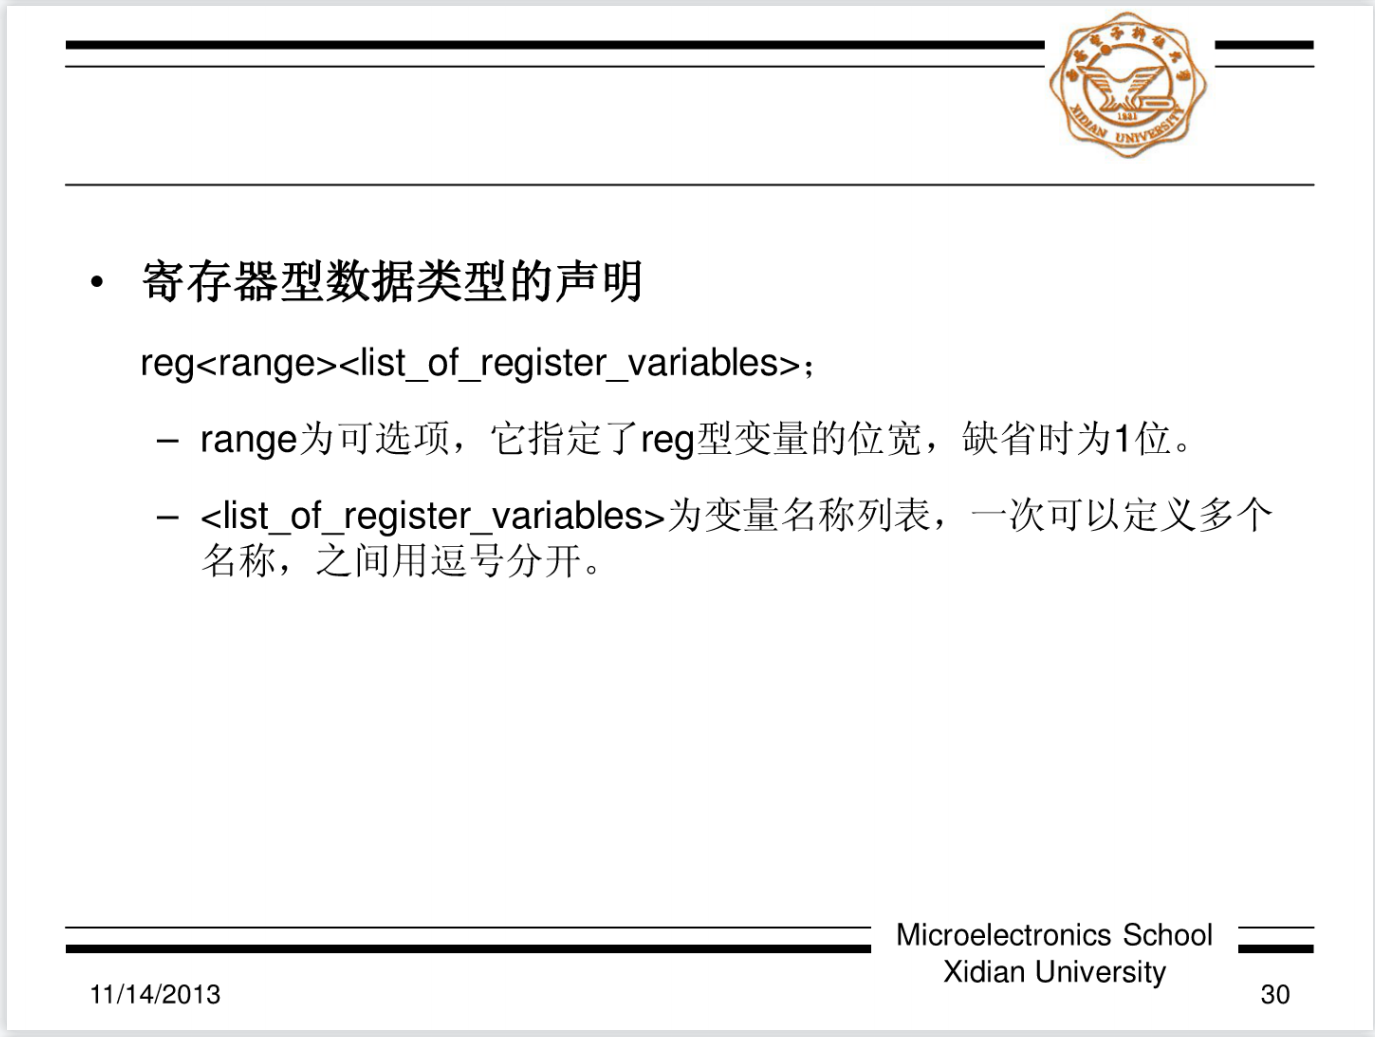 西安电子科技大学
1931
XIDIAN UNIVERSITY
• 寄存器型数据类型的声明
reg<range><list_of_register_variables>；
– range为可选项，它指定了reg型变量的位宽，缺省时为1位。
– <list_of_register_variables>为变量名称列表，一次可以定义多个
名称，之间用逗号分开。
Microelectronics School
Xidian University
11/14/2013
30